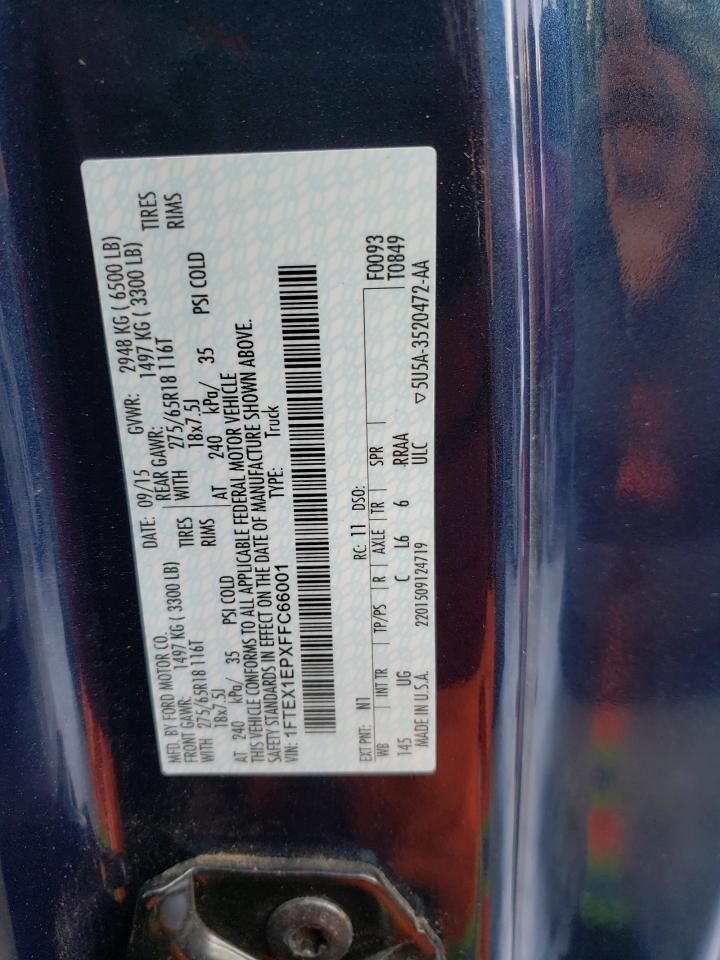 MFD. BY FORD MOTOR CO. DATE: 09/15 GVWR: 2948 KG ( 6500 LB)
FRONT GAWR: 1497 KG ( 3300 LB) REAR GAWR: 1497 KG ( 3300 LB)
WITH 275/65R18 116T TIRES WITH 275/65R18 116T TIRES
18x7.5J RIMS 18x7.5J RIMS
AT 240 kPa/ 35 PSI COLD AT 240 kPa/ 35 PSI COLD
THIS VEHICLE CONFORMS TO ALL APPLICABLE FEDERAL MOTOR VEHICLE
SAFETY STANDARDS IN EFFECT ON THE DATE OF MANUFACTURE SHOWN ABOVE.
VIN: 1FTEX1EPXFFC66001 TYPE: Truck
EXT PNT: N1 RC: 11 DSO: F0093
WB INT TR TP/PS R AXLE TR SPR T0849
145 UG C L6 6 RRAA
MADE IN U.S.A. 2201509124719 ULC ▽5U5A-3520472-AA